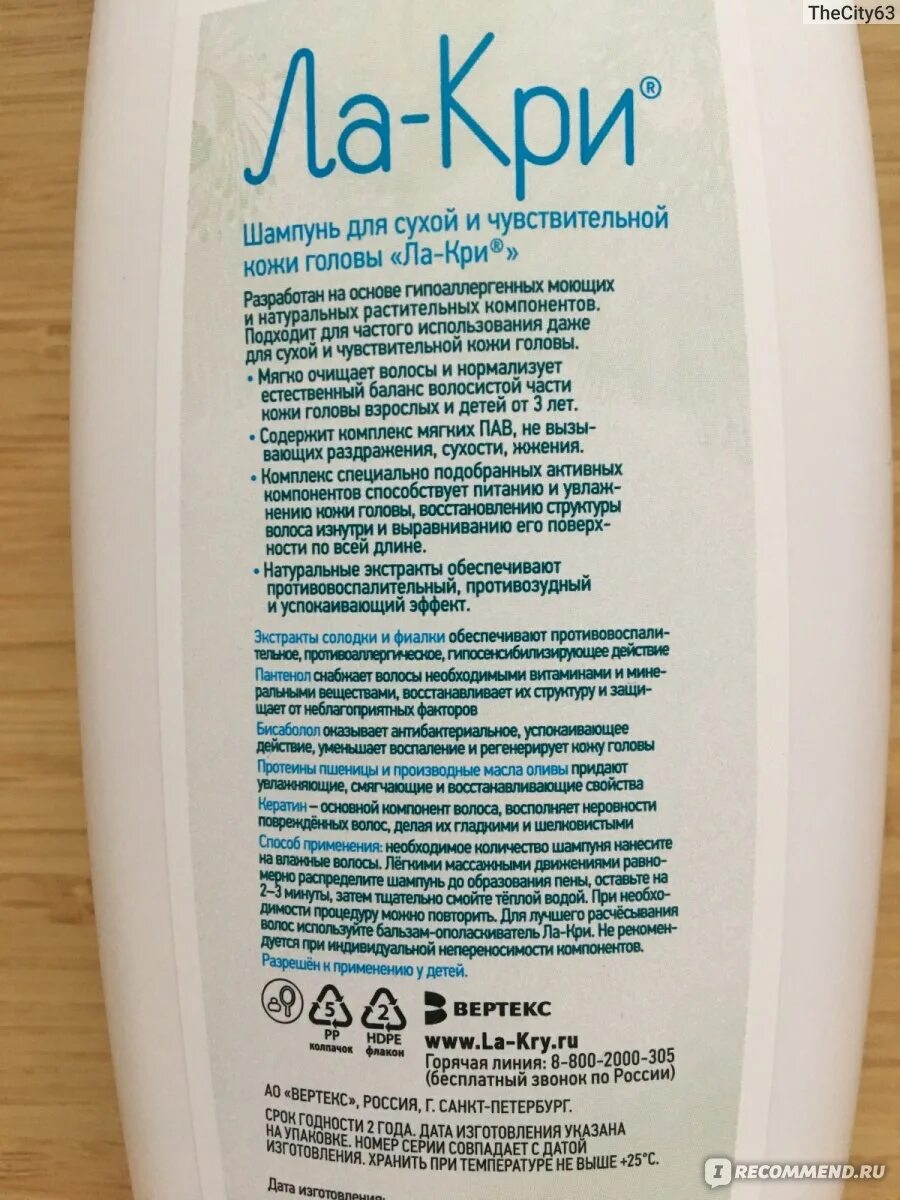 TheCity63
Ла-Кри®
Шампунь для сухой и чувствительной
кожи головы «Ла-Кри®»
Разработан на основе гипоаллергенных моющих
и натуральных растительных компонентов.
Подходит для частого использования даже
для сухой и чувствительной кожи головы.
• Мягко очищает волосы и нормализует
естественный баланс волосистой части
кожи головы взрослых и детей от 3 лет.
• Содержит комплекс мягких ПАВ, не вызы-
вающих раздражения, сухости, жжения.
• Комплекс специально подобранных активных
компонентов способствует питанию и увлаж-
нению кожи головы, восстановлению структуры
волоса изнутри и выравниванию его поверх-
ности по всей длине.
• Натуральные экстракты обеспечивают
противовоспалительный, противозудный
и успокаивающий эффект.
Экстракты солодки и фиалки обеспечивают противовоспали-
тельное, противоаллергическое, гипосенсибилизирующее действие
Пантенол снабжает волосы необходимыми витаминами и мине-
ральными веществами, восстанавливает их структуру и защи-
щает от неблагоприятных факторов
Бисаболол оказывает антибактериальное, успокаивающее
действие, уменьшает воспаление и регенерирует кожу головы
Протеины пшеницы и производные масла оливы придают
увлажняющие, смягчающие и восстанавливающие свойства
Кератин – основной компонент волоса, восполняет неровности
повреждённых волос, делая их гладкими и шелковистыми
Способ применения: необходимое количество шампуня нанесите
на влажные волосы. Лёгкими массажными движениями равно-
мерно распределите шампунь до образования пены, оставьте на
2–3 минуты, затем тщательно смойте тёплой водой. При необхо-
димости процедуру можно повторить. Для лучшего расчёсывания
волос используйте бальзам-ополаскиватель Ла-Кри. Не рекомен-
дуется при индивидуальной непереносимости компонентов.
Разрешён к применению у детей.
5 2 ВЕРТЕКС
PP HDPE
колпачок флакон
www.La-Kry.ru
Горячая линия: 8-800-2000-305
(бесплатный звонок по России)
АО «ВЕРТЕКС», РОССИЯ, Г. САНКТ-ПЕТЕРБУРГ.
СРОК ГОДНОСТИ 2 ГОДА. ДАТА ИЗГОТОВЛЕНИЯ УКАЗАНА
НА УПАКОВКЕ. НОМЕР СЕРИИ СОВПАДАЕТ С ДАТОЙ
ИЗГОТОВЛЕНИЯ. ХРАНИТЬ ПРИ ТЕМПЕРАТУРЕ НЕ ВЫШЕ +25°С.
Дата изготовления:
I RECOMMEND.RU